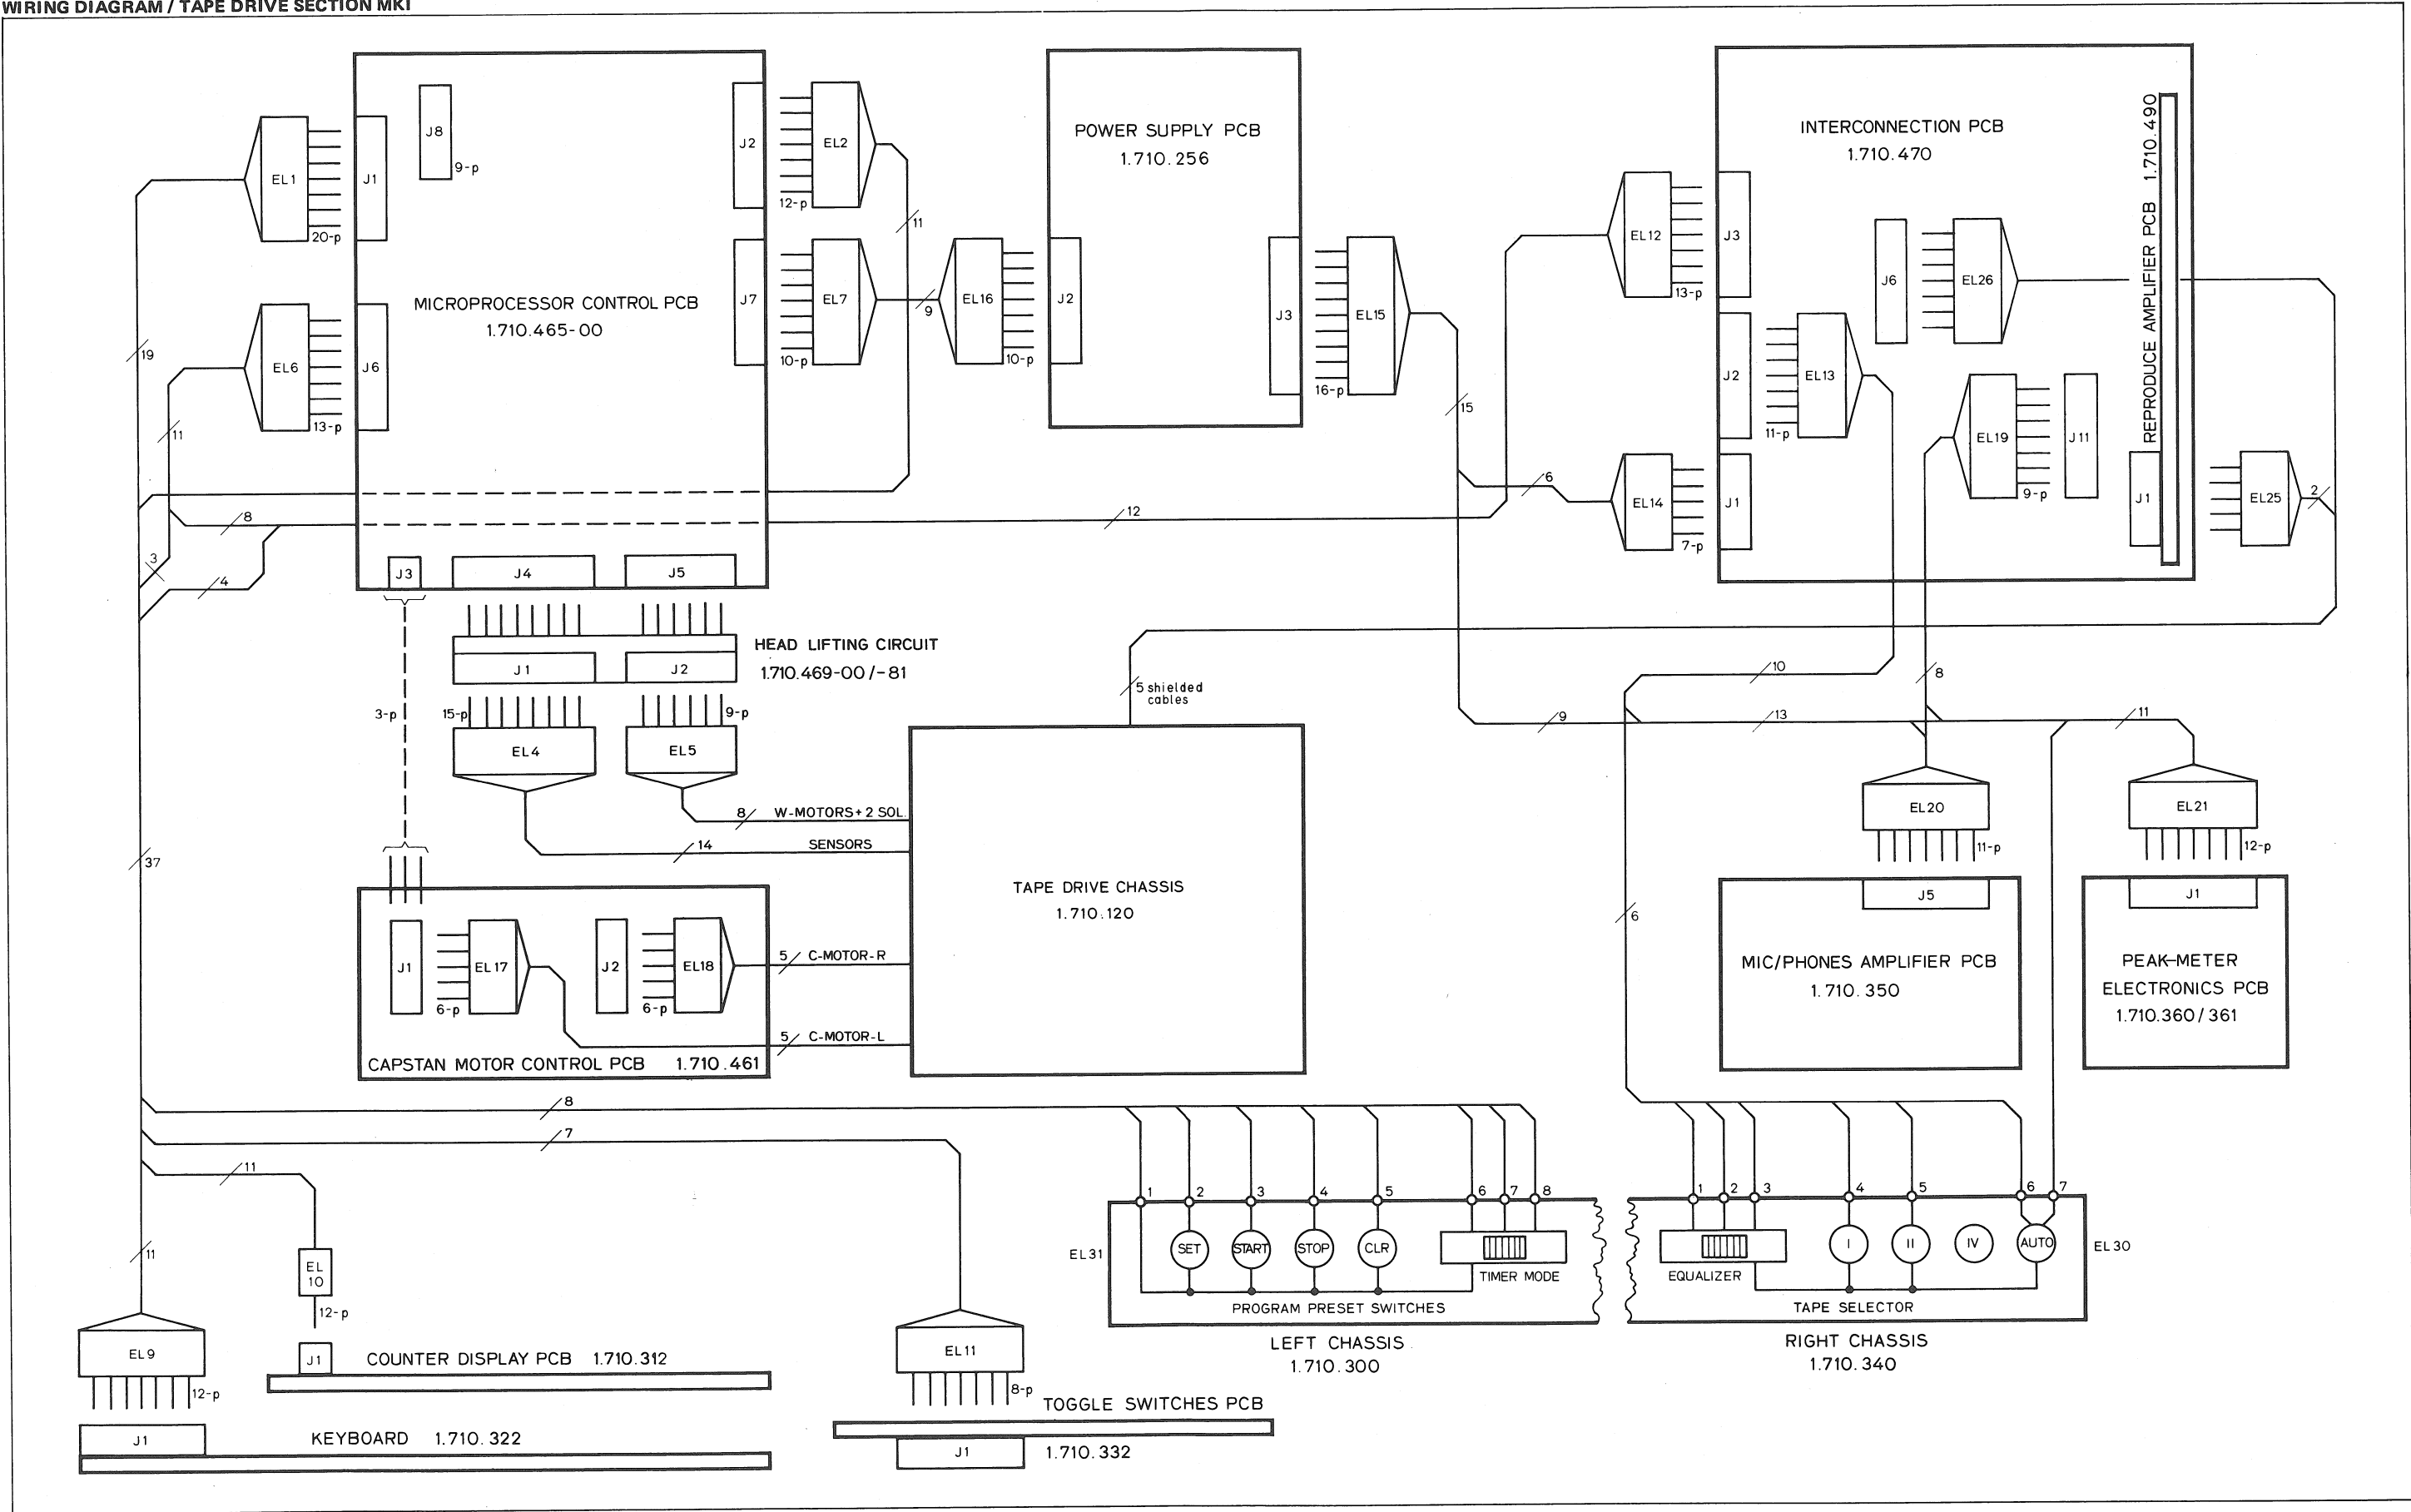 WIRING DIAGRAM / TAPE DRIVE SECTION MKI
EL1
20-p
J1
J8
9-p
J2
EL2
12-p
11
MICROPROCESSOR CONTROL PCB
1.710.465-00
EL6
13-p
J6
J7
EL7
10-p
9
EL16
10-p
J2
POWER SUPPLY PCB
1.710.256
J3
EL15
16-p
15
INTERCONNECTION PCB
1.710.470
REPRODUCE AMPLIFIER PCB 1.710.490
EL12
13-p
J3
J6
EL26
J2
EL13
11-p
EL19
9-p
J11
EL14
7-p
J1
J1
EL25
2
6
12
19
11
8
3
4
J3
J4
J5
HEAD LIFTING CIRCUIT
1.710.469-00/-81
J1
J2
3-p
15-p
9-p
EL4
EL5
5 shielded
cables
10
8
9
13
11
8
W-MOTORS+2 SOL.
14
SENSORS
37
TAPE DRIVE CHASSIS
1.710.120
EL20
11-p
EL21
12-p
J5
J1
MIC/PHONES AMPLIFIER PCB
1.710.350
PEAK-METER
ELECTRONICS PCB
1.710.360/361
6
J1
EL17
6-p
J2
EL18
6-p
5
C-MOTOR-R
5
C-MOTOR-L
CAPSTAN MOTOR CONTROL PCB 1.710.461
8
7
11
11
1
2
3
4
5
6
7
8
1
2
3
4
5
6
7
EL31
SET
START
STOP
CLR
TIMER MODE
PROGRAM PRESET SWITCHES
LEFT CHASSIS
1.710.300
EQUALIZER
I
II
IV
AUTO
EL30
TAPE SELECTOR
RIGHT CHASSIS
1.710.340
EL
10
12-p
J1
COUNTER DISPLAY PCB 1.710.312
EL9
12-p
J1
KEYBOARD 1.710.322
EL11
8-p
TOGGLE SWITCHES PCB
J1
1.710.332